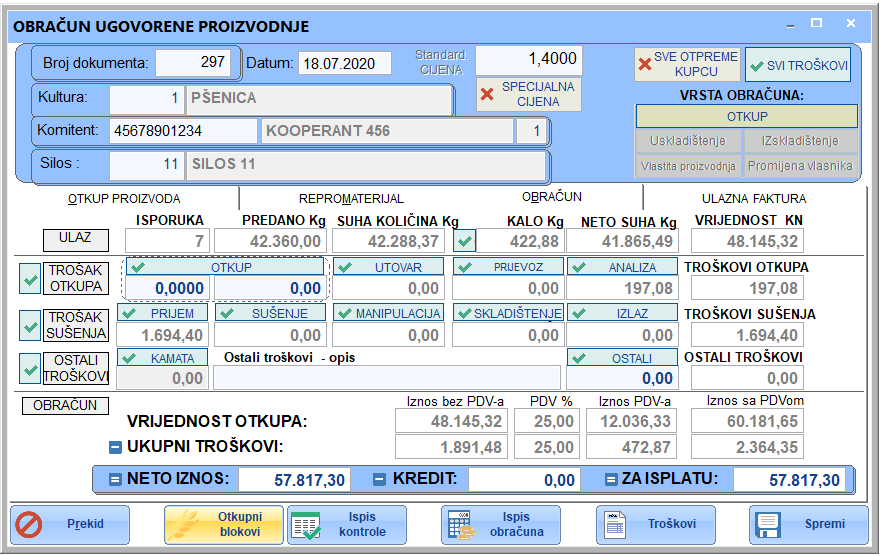 OBRAČUN UGOVORENE PROIZVODNJE
Broj dokumenta: 297 Datum: 18.07.2020 Standard. CIJENA 1,4000 SVE OTPREME KUPCU SVI TROŠKOVI
SPECIJALNA CIJENA
Kultura: 1 PŠENICA
VRSTA OBRAČUNA:
OTKUP
Komitent: 45678901234 KOOPERANT 456 1
Uskladištenje IZskladištenje
Silos : 11 SILOS 11
Vlastita proizvodnja Promijena vlasnika
OTKUP PROIZVODA REPROMATERIJAL OBRAČUN ULAZNA FAKTURA
ISPORUKA PREDANO Kg SUHA KOLIČINA Kg KALO Kg NETO SUHA Kg VRIJEDNOST KN
ULAZ 7 42.360,00 42.288,37 422,88 41.865,49 48.145,32
TROŠAK OTKUPA OTKUP UTOVAR PRIJEVOZ ANALIZA TROŠKOVI OTKUPA
0,0000 0,00 0,00 0,00 197,08 197,08
TROŠAK SUŠENJA PRIJEM SUŠENJE MANIPULACIJA SKLADIŠTENJE IZLAZ TROŠKOVI SUŠENJA
1.694,40 0,00 0,00 0,00 0,00 1.694,40
OSTALI TROŠKOVI KAMATA Ostali troškovi - opis OSTALI OSTALI TROŠKOVI
0,00 0,00 0,00
OBRAČUN Iznos bez PDV-a PDV % Iznos PDV-a Iznos sa PDVom
VRIJEDNOST OTKUPA: 48.145,32 25,00 12.036,33 60.181,65
UKUPNI TROŠKOVI: 1.891,48 25,00 472,87 2.364,35
NETO IZNOS: 57.817,30 KREDIT: 0,00 ZA ISPLATU: 57.817,30
Prekid Otkupni blokovi Ispis kontrole Ispis obračuna Troškovi Spremi